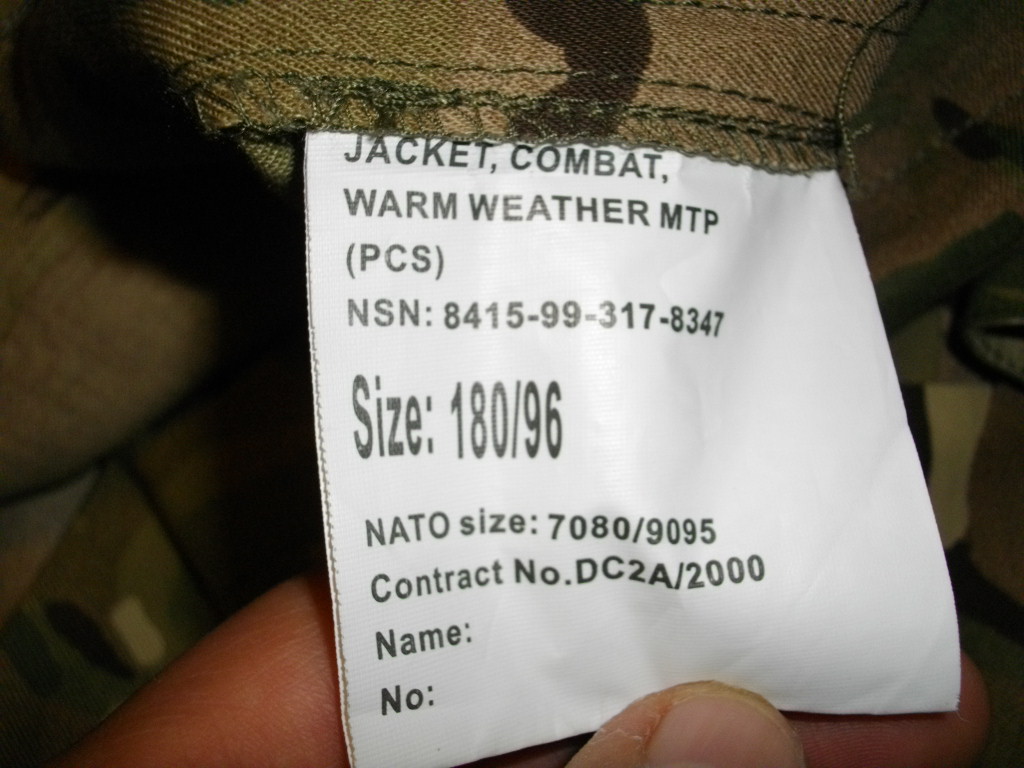 JACKET, COMBAT,
WARM WEATHER MTP
(PCS)
NSN: 8415-99-317-8347
Size: 180/96
NATO size: 7080/9095
Contract No.DC2A/2000
Name:
No: